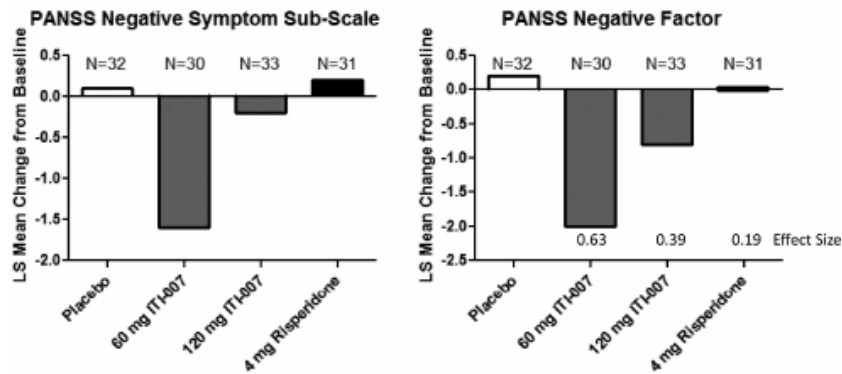 PANSS Negative Symptom Sub-Scale
LS Mean Change from Baseline
0.5
0.0
-0.5
-1.0
-1.5
-2.0
N=32 N=30 N=33 N=31
Placebo
60 mg ITI-007
120 mg ITI-007
4 mg Risperidone
PANSS Negative Factor
LS Mean Change from Baseline
0.5
0.0
-0.5
-1.0
-1.5
-2.0
-2.5
N=32 N=30 N=33 N=31
0.63 0.39 0.19 Effect Size
Placebo
60 mg ITI-007
120 mg ITI-007
4 mg Risperidone